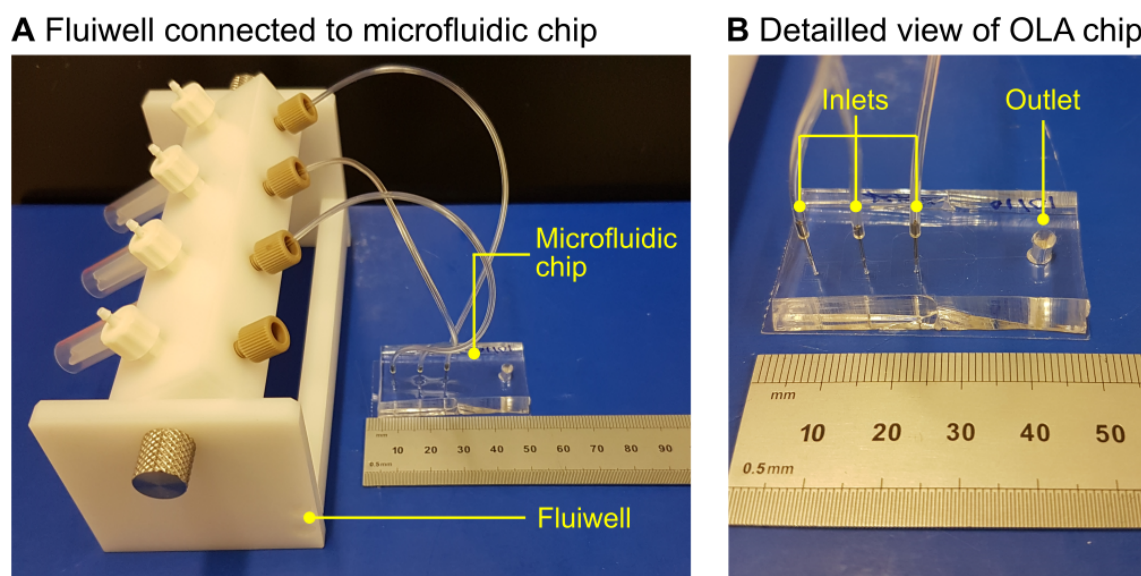 A Fluiwell connected to microfluidic chip
B Detailled view of OLA chip
Microfluidic
chip
Fluiwell
mm
10 20 30 40 50 60 70 80 90
0.5mm
Inlets
Outlet
mm
10 20 30 40 50
0.5mm